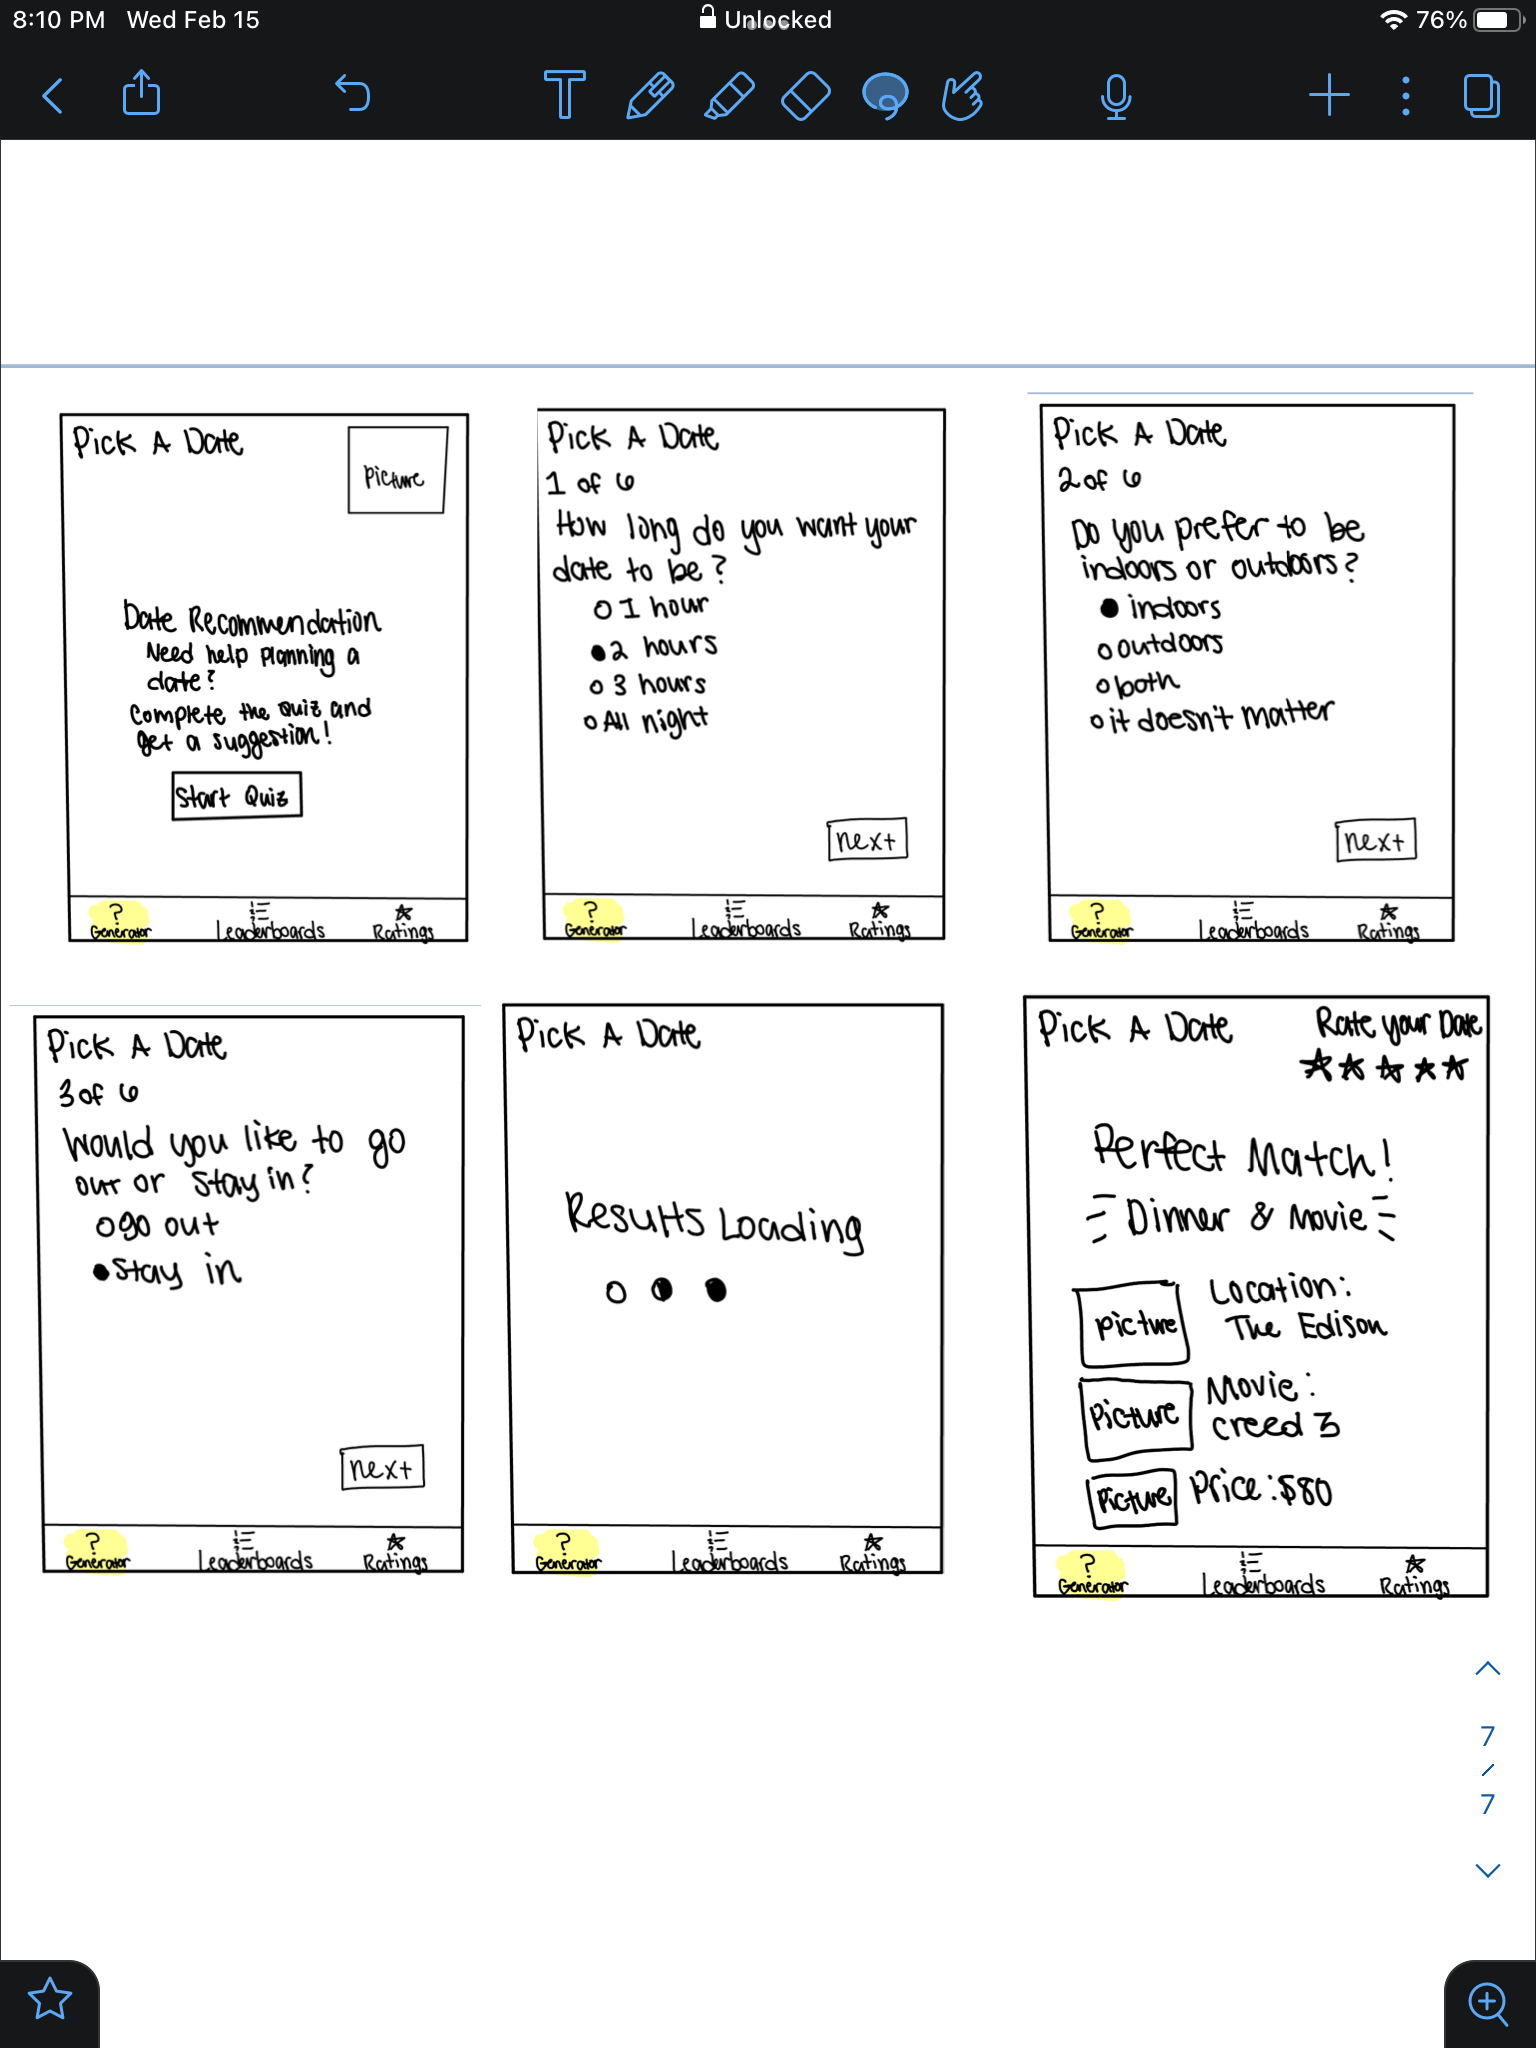 8:10 PM Wed Feb 15
Unlocked
76%
T
Pick A Date
picture
Date Recommendation
Need help planning a
date?
Complete the quiz and
get a suggestion!
Start Quiz
?
Generator
Leaderboards
Ratings
Pick A Date
1 of 6
How long do you want your
date to be?
1 hour
2 hours
3 hours
All night
next
?
Generator
Leaderboards
Ratings
Pick A Date
2 of 6
Do you prefer to be
indoors or outdoors?
indoors
outdoors
both
it doesn't matter
next
?
Generator
Leaderboards
Ratings
Pick A Date
3 of 6
Would you like to go
out or stay in?
go out
stay in
next
?
Generator
Leaderboards
Ratings
Pick A Date
Results Loading
?
Generator
Leaderboards
Ratings
Pick A Date
Rate your Date
Perfect Match!
Dinner & Movie
picture
Location:
The Edison
Picture
Movie:
creed 3
Picture
Price: $80
?
Generator
Leaderboards
Ratings
7
/
7